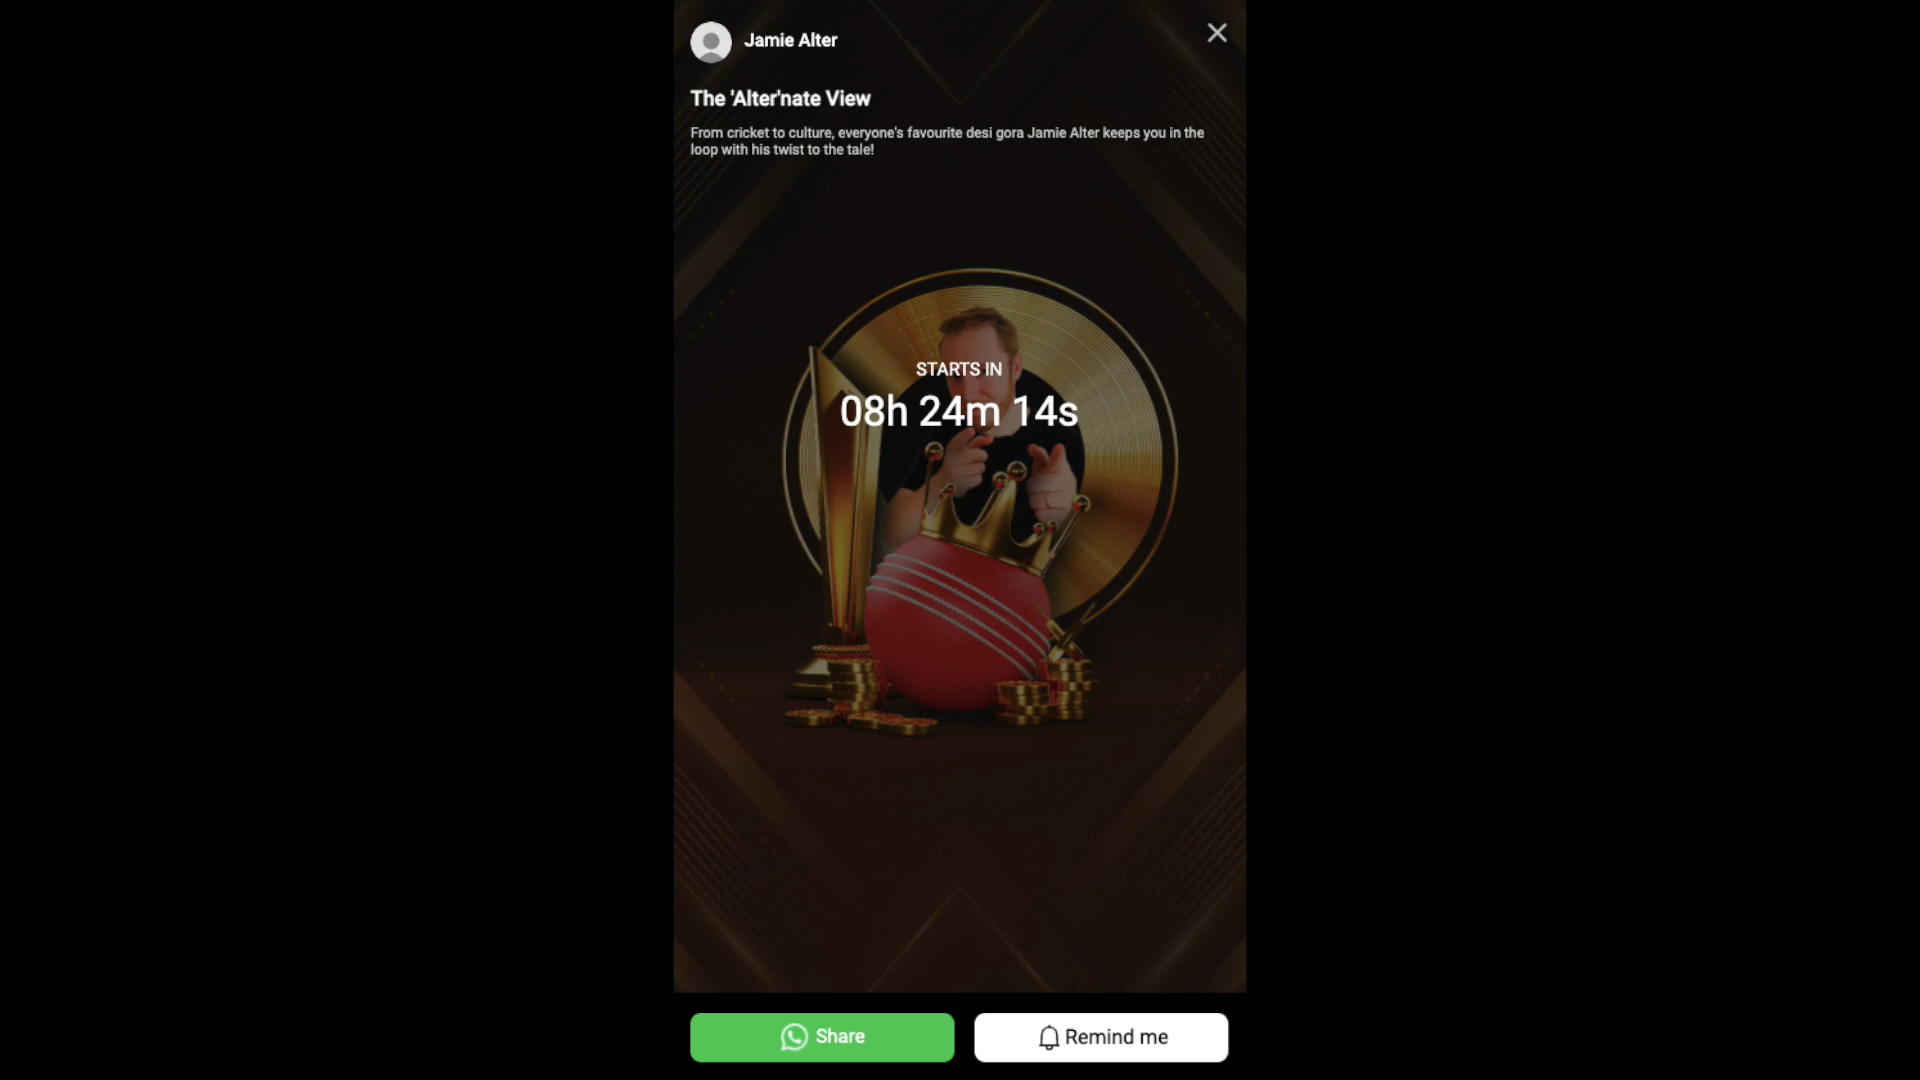 Jamie Alter
The 'Alter'nate View
From cricket to culture, everyone's favourite desi gora Jamie Alter keeps you in the
loop with his twist to the tale!
STARTS IN
08h 24m 14s
Share
Remind me